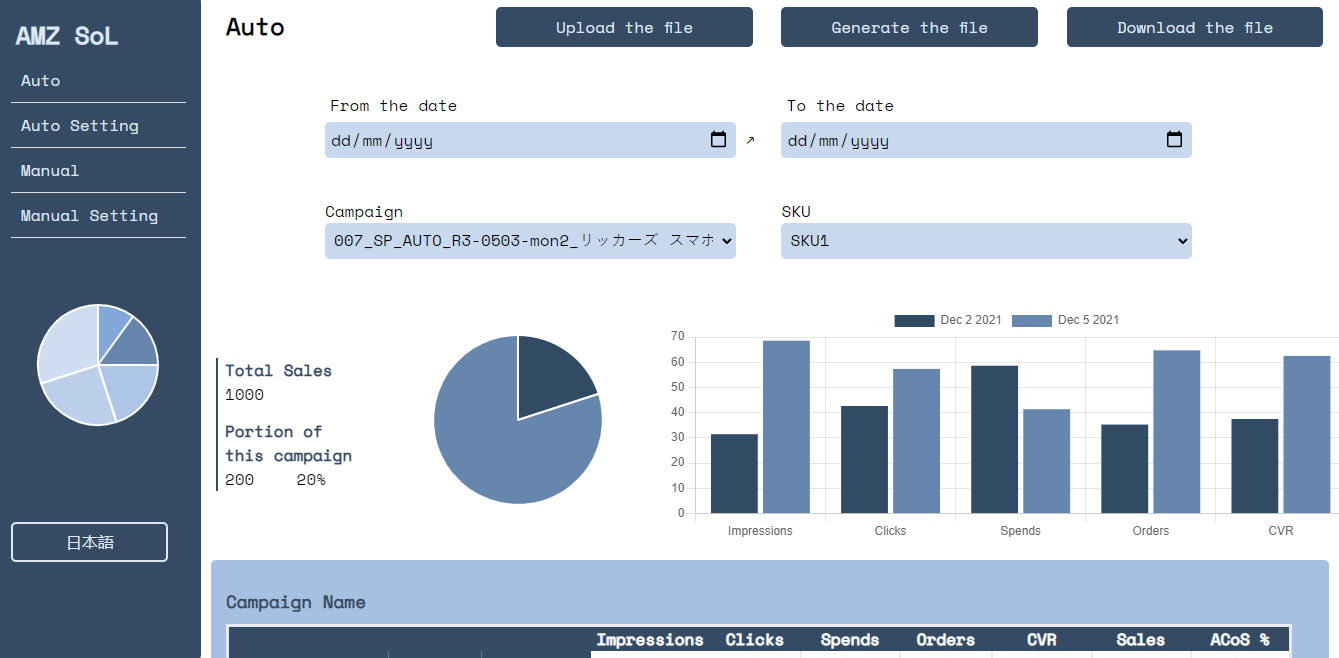 AMZ SoL
Auto
Auto Setting
Manual
Manual Setting
日本語
Auto
Upload the file
Generate the file
Download the file
From the date
To the date
dd/mm/yyyy
↗
dd/mm/yyyy
Campaign
SKU
007_SP_AUTO_R3-0503-mon2_リッカーズ スマホ
SKU1
Total Sales
1000
Portion of
this campaign
200 20%
Dec 2 2021 Dec 5 2021
70
60
50
40
30
20
10
0
Impressions Clicks Spends Orders CVR
Campaign Name
Impressions Clicks Spends Orders CVR Sales ACoS %